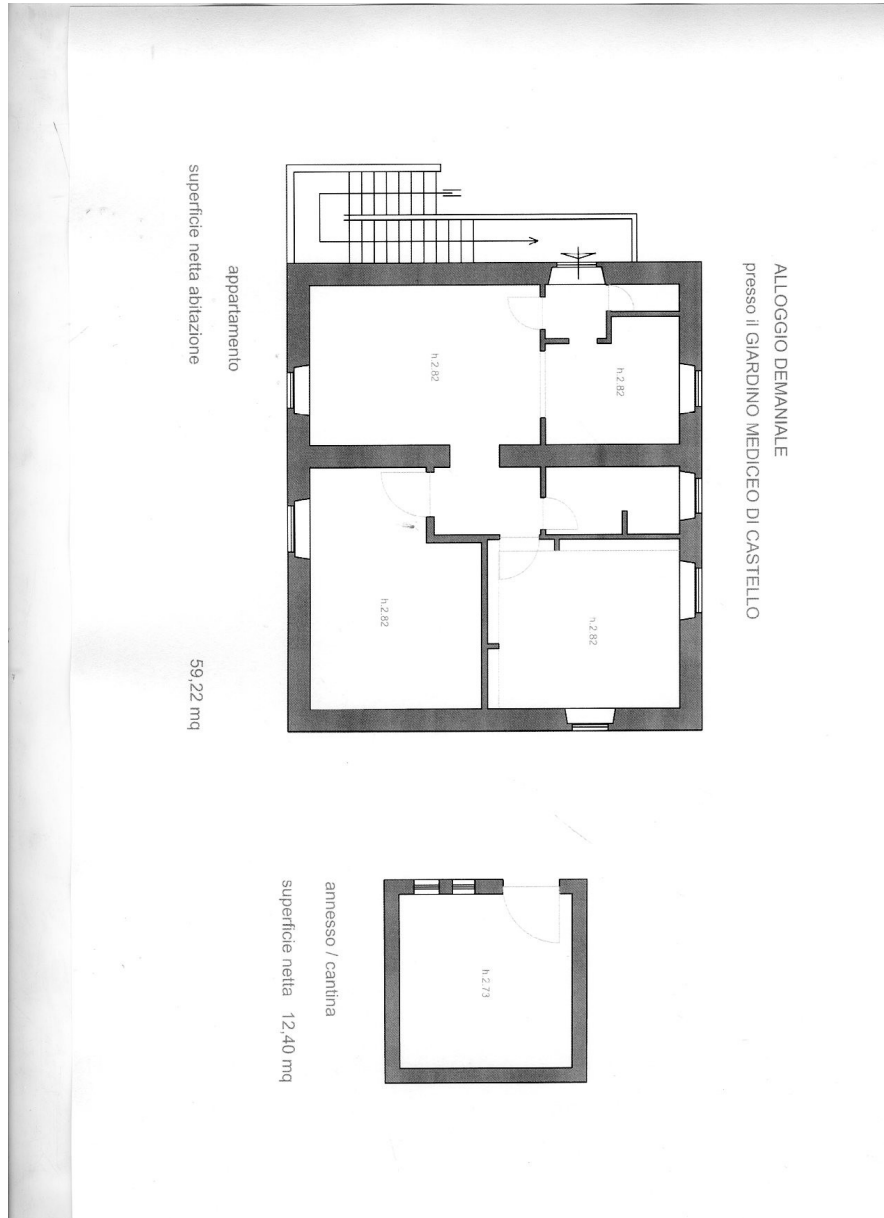 ALLOGGIO DEMANIALE
presso il GIARDINO MEDICEO DI CASTELLO
h.2.82
h.2.82
h.2.82
h.2.82
appartamento
superficie netta abitazione 59,22 mq
h.2.73
annesso / cantina
superficie netta 12,40 mq